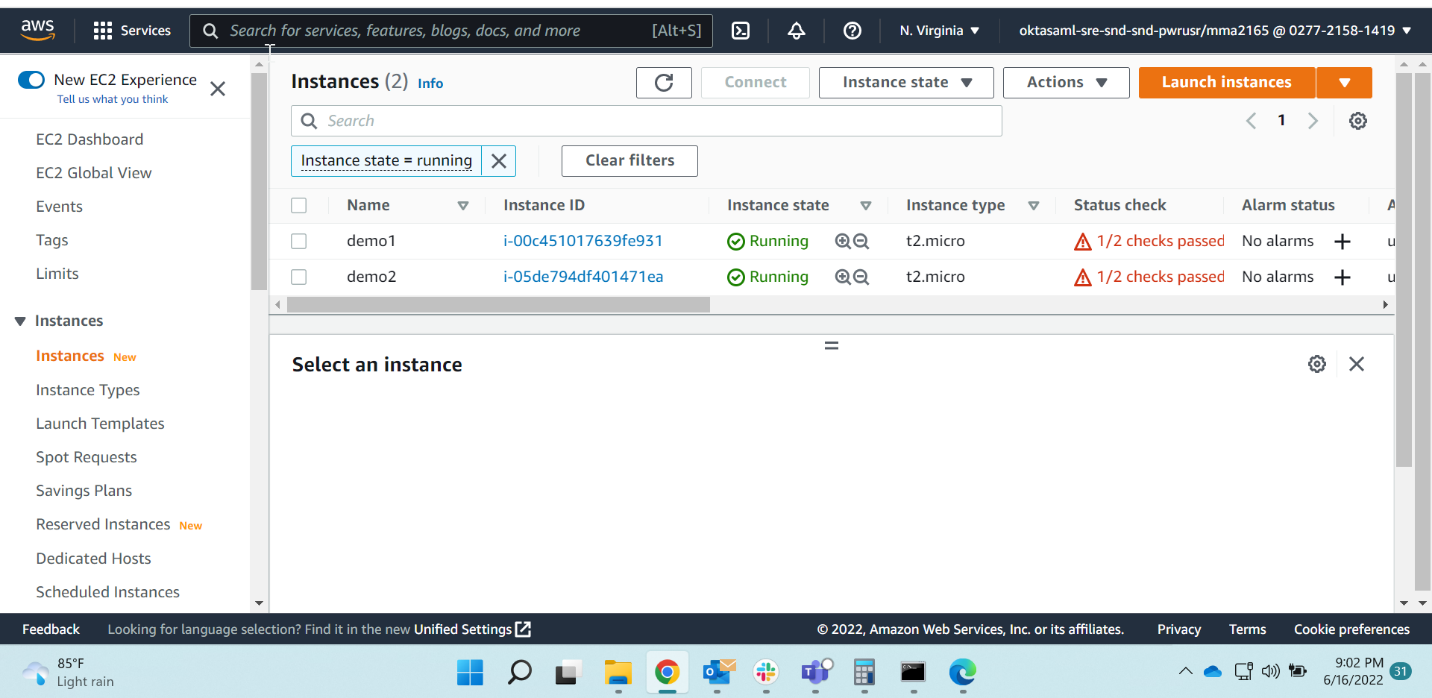 aws
Services
Search for services, features, blogs, docs, and more [Alt+S]
N. Virginia
oktasaml-sre-snd-snd-pwrusr/mma2165 @ 0277-2158-1419
New EC2 Experience
Tell us what you think
EC2 Dashboard
EC2 Global View
Events
Tags
Limits
Instances
Instances New
Instance Types
Launch Templates
Spot Requests
Savings Plans
Reserved Instances New
Dedicated Hosts
Scheduled Instances
Instances (2) Info
Connect
Instance state
Actions
Launch instances
Search
1
Instance state = running
Clear filters
Name Instance ID Instance state Instance type Status check Alarm status A
demo1 i-00c451017639fe931 Running t2.micro 1/2 checks passed No alarms + u
demo2 i-05de794df401471ea Running t2.micro 1/2 checks passed No alarms + u
Select an instance
Feedback Looking for language selection? Find it in the new Unified Settings
© 2022, Amazon Web Services, Inc. or its affiliates. Privacy Terms Cookie preferences
85°F
Light rain
9:02 PM
6/16/2022
31